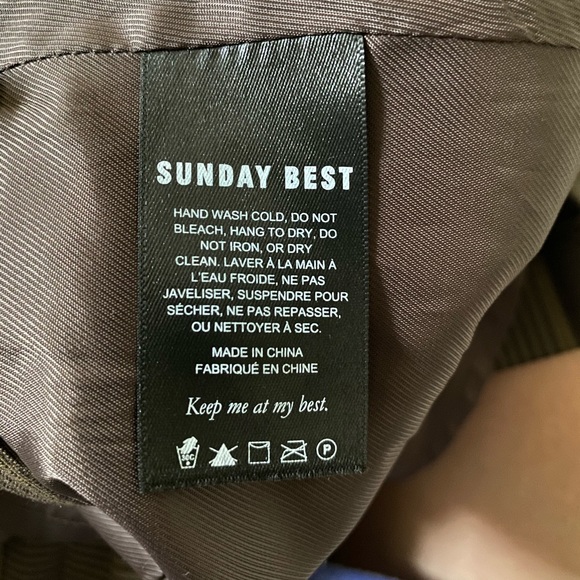 SUNDAY BEST
HAND WASH COLD, DO NOT
BLEACH, HANG TO DRY, DO
NOT IRON, OR DRY
CLEAN. LAVER À LA MAIN À
L'EAU FROIDE, NE PAS
JAVELISER, SUSPENDRE POUR
SÉCHER, NE PAS REPASSER,
OU NETTOYER À SEC.
MADE IN CHINA
FABRIQUÉ EN CHINE
Keep me at my best.
30C P